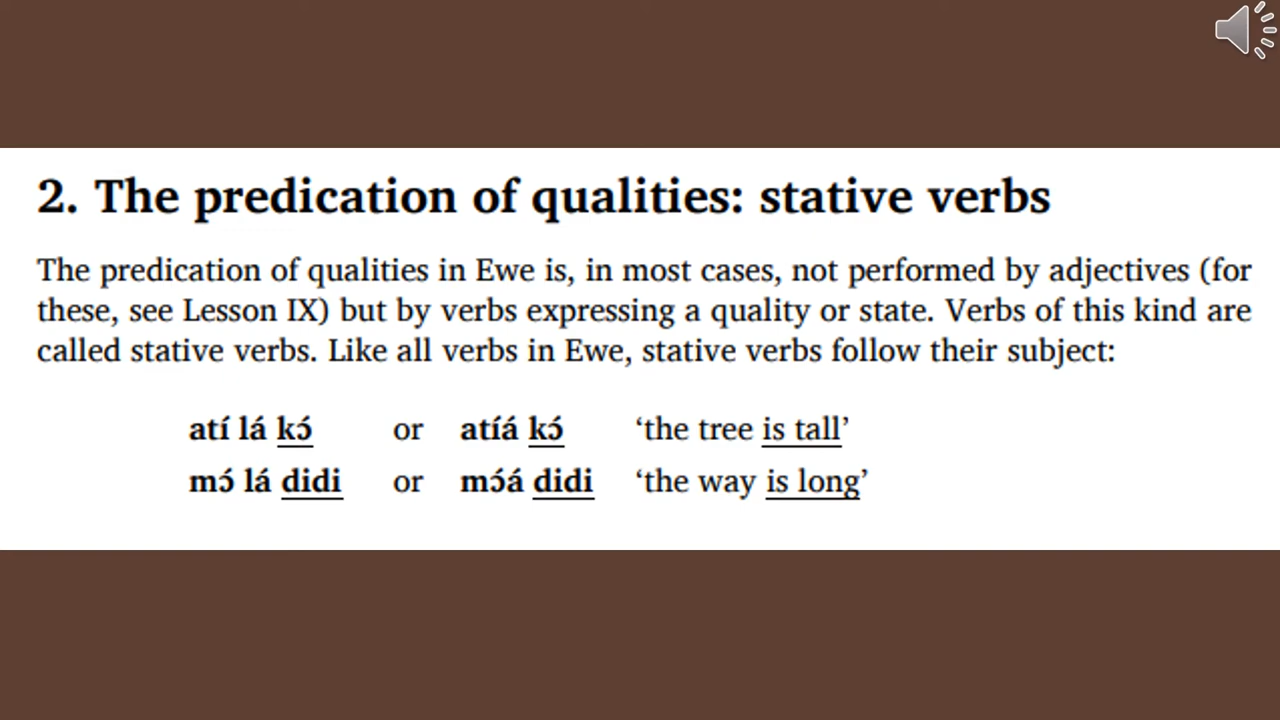 2. The predication of qualities: stative verbs
The predication of qualities in Ewe is, in most cases, not performed by adjectives (for
these, see Lesson IX) but by verbs expressing a quality or state. Verbs of this kind are
called stative verbs. Like all verbs in Ewe, stative verbs follow their subject:
atí lá kɔ́ or atíá kɔ́ ‘the tree is tall’
mɔ́ lá didi or mɔ́á didi ‘the way is long’